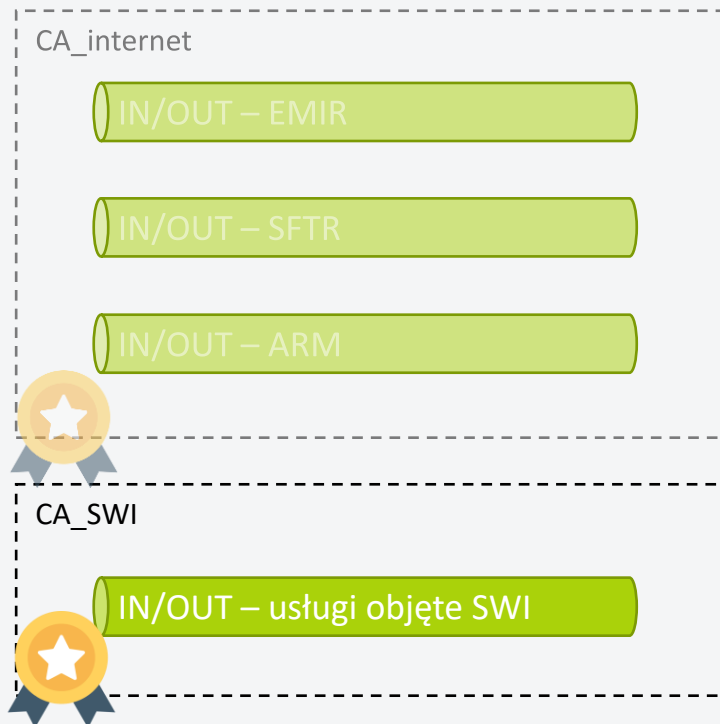 CA_internet
IN/OUT – EMIR
IN/OUT – SFTR
IN/OUT – ARM
CA_SWI
IN/OUT – usługi objęte SWI